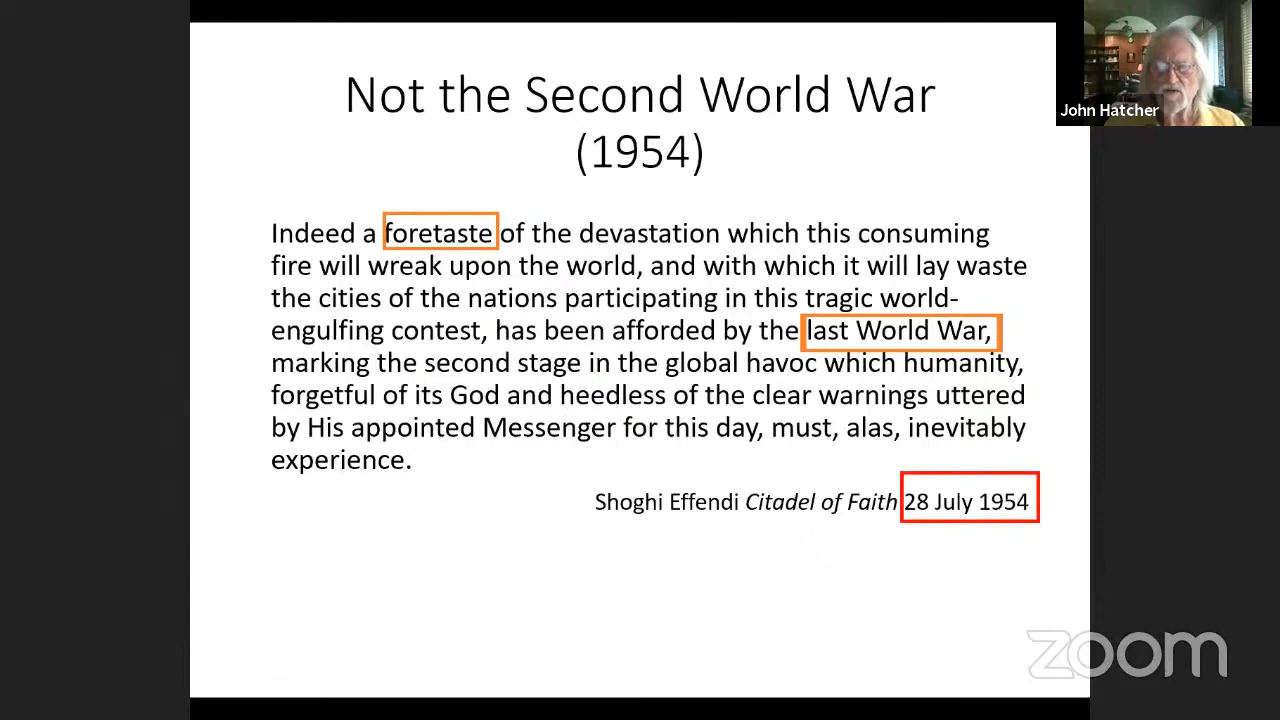 Not the Second World War
(1954)
John Hatcher
Indeed a foretaste of the devastation which this consuming
fire will wreak upon the world, and with which it will lay waste
the cities of the nations participating in this tragic world-
engulfing contest, has been afforded by the last World War,
marking the second stage in the global havoc which humanity,
forgetful of its God and heedless of the clear warnings uttered
by His appointed Messenger for this day, must, alas, inevitably
experience.
Shoghi Effendi Citadel of Faith 28 July 1954
zoom